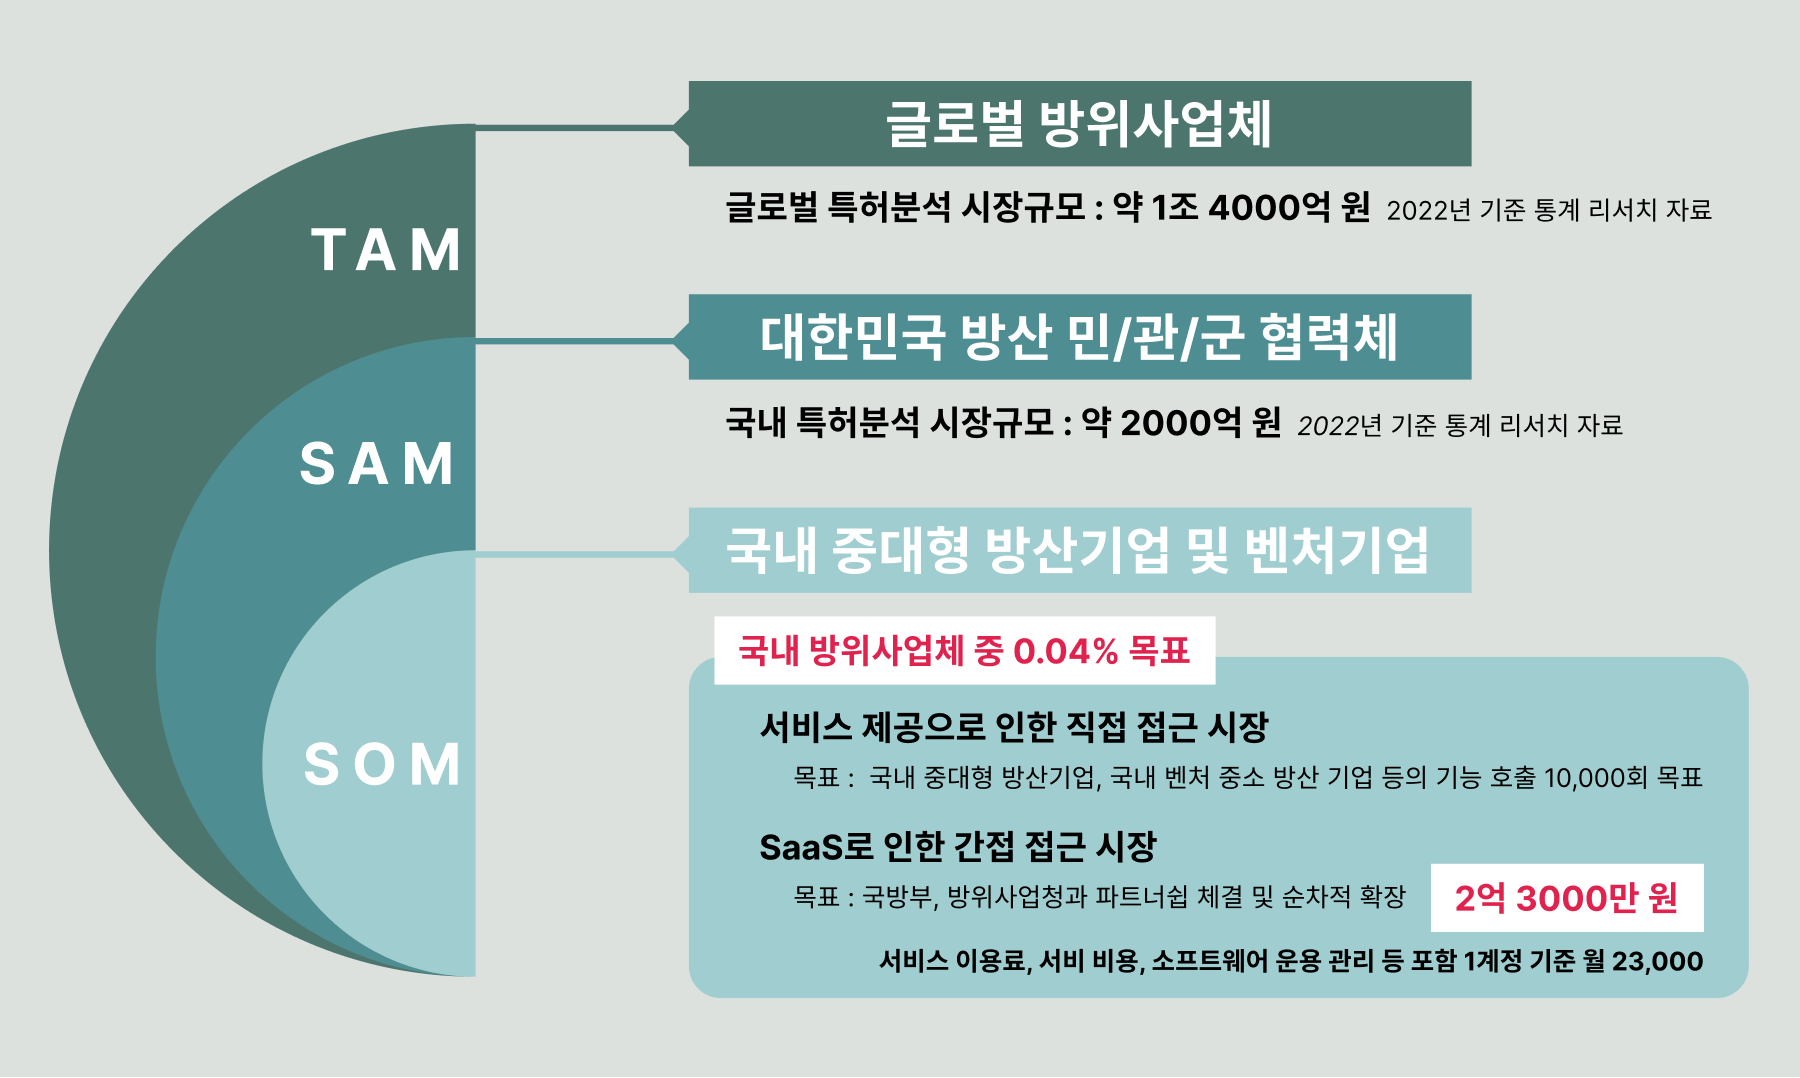 TAM
글로벌 방위사업체
글로벌 특허분석 시장규모 : 약 1조 4000억 원 2022년 기준 통계 리서치 자료
SAM
대한민국 방산 민/관/군 협력체
국내 특허분석 시장규모 : 약 2000억 원 2022년 기준 통계 리서치 자료
SOM
국내 중대형 방산기업 및 벤처기업
국내 방위사업체 중 0.04% 목표
서비스 제공으로 인한 직접 접근 시장
목표 : 국내 중대형 방산기업, 국내 벤처 중소 방산 기업 등의 기능 호출 10,000회 목표
SaaS로 인한 간접 접근 시장
목표 : 국방부, 방위사업청과 파트너쉽 체결 및 순차적 확장
2억 3000만 원
서비스 이용료, 서비 비용, 소프트웨어 운용 관리 등 포함 1계정 기준 월 23,000